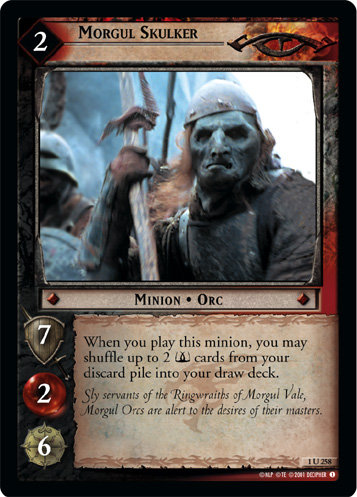 2
MORGUL SKULKER
MINION • ORC
7
When you play this minion, you may
shuffle up to 2 cards from your
discard pile into your draw deck.
2
Sly servants of the Ringwraiths of Morgul Vale,
Morgul Orcs are alert to the desires of their masters.
6
1 U 258
©NLP ™TE ©2001 DECIPHER